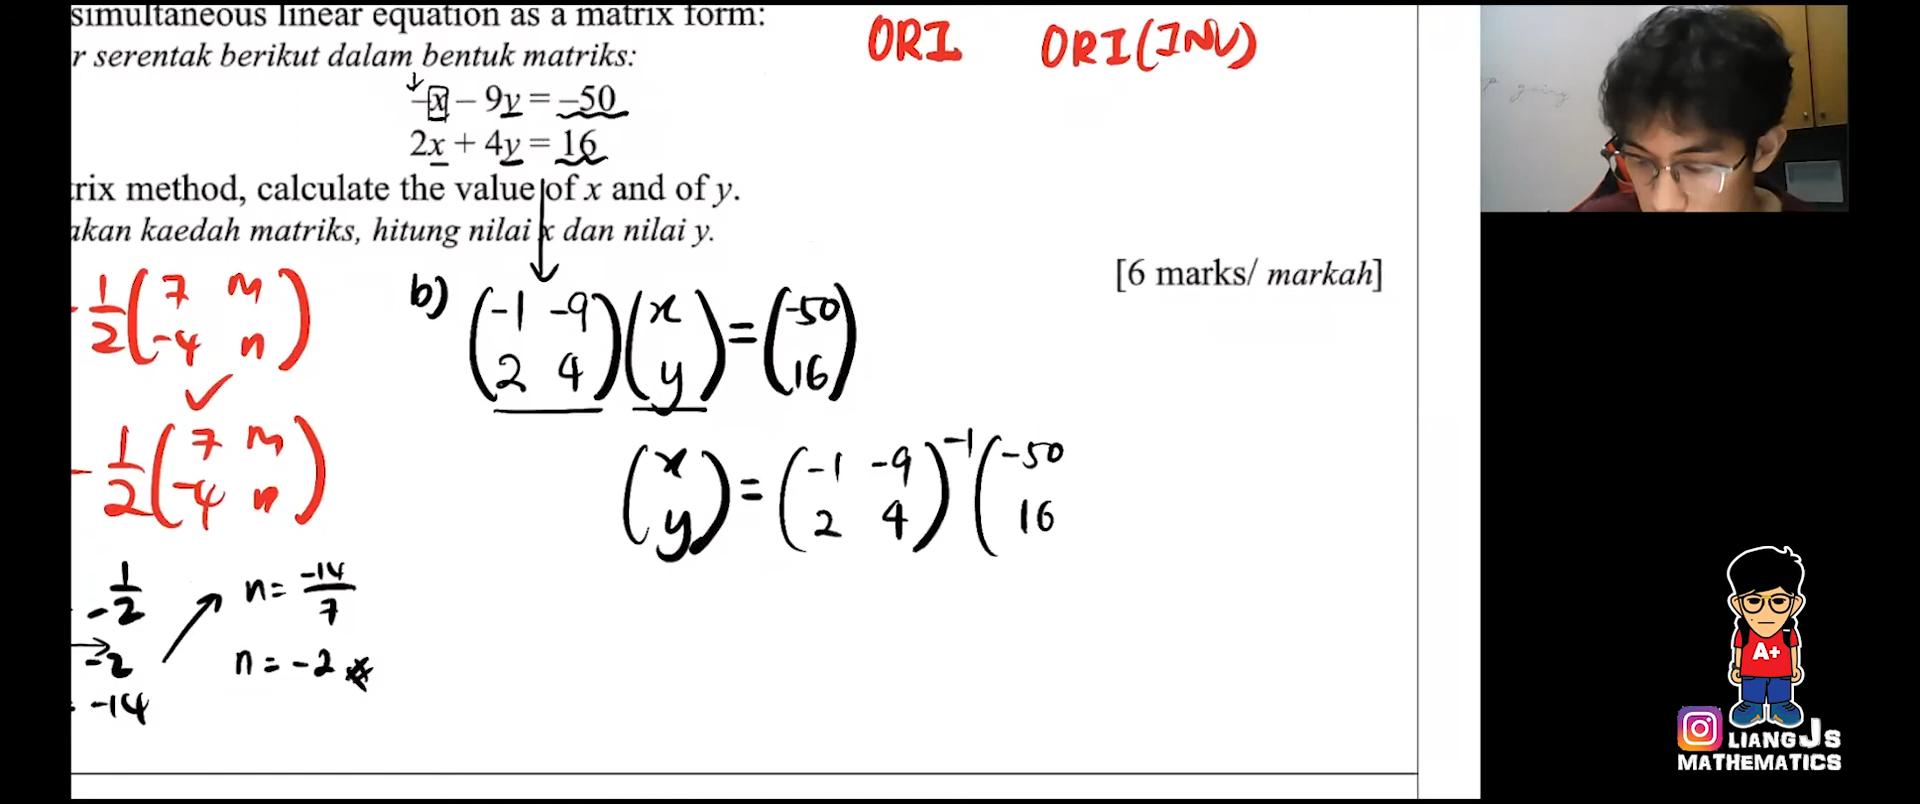 simultaneous linear equation as a matrix form:
r serentak berikut dalam bentuk matriks:
-x - 9y = -50
2x + 4y = 16
rix method, calculate the value of x and of y.
akan kaedah matriks, hitung nilai x dan nilai y.
[6 marks/ markah]
ORI ORI(INV)
-1/2 (7 m
-4 n)
✓
-1/2 (7 m
-4 n)
-1/2
→ -2
= -14
n = -14/7
n = -2
b) (-1 -9 (x = (-50
2 4) y) 16)
(x = (-1 -9 )^-1 (-50
y) 2 4 16
A+
LIANGJS
MATHEMATICS